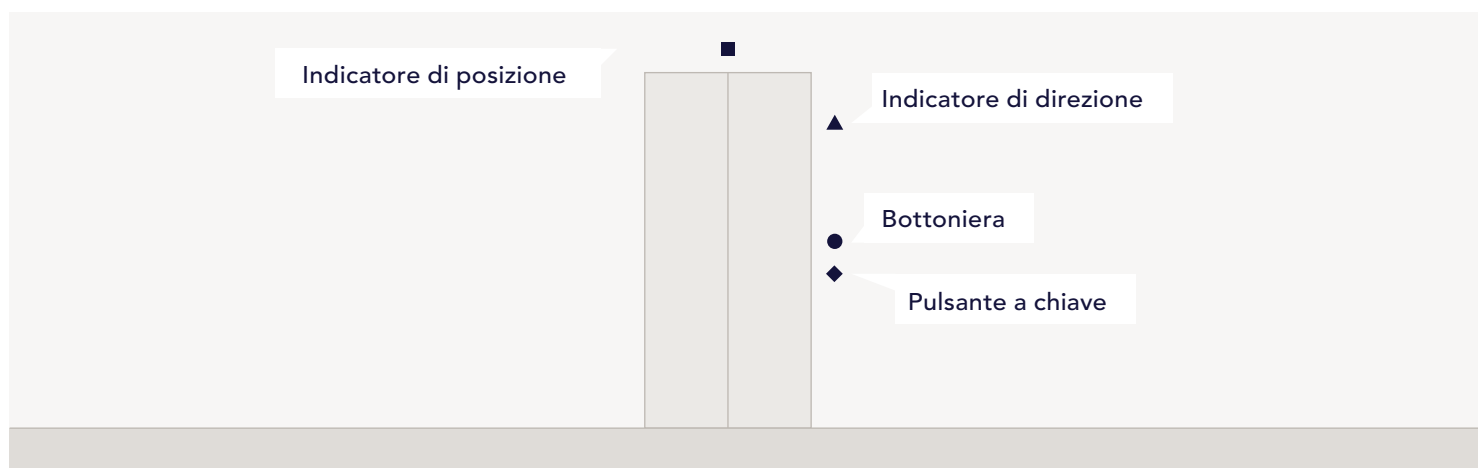 Indicatore di posizione
Indicatore di direzione
Bottoniera
Pulsante a chiave